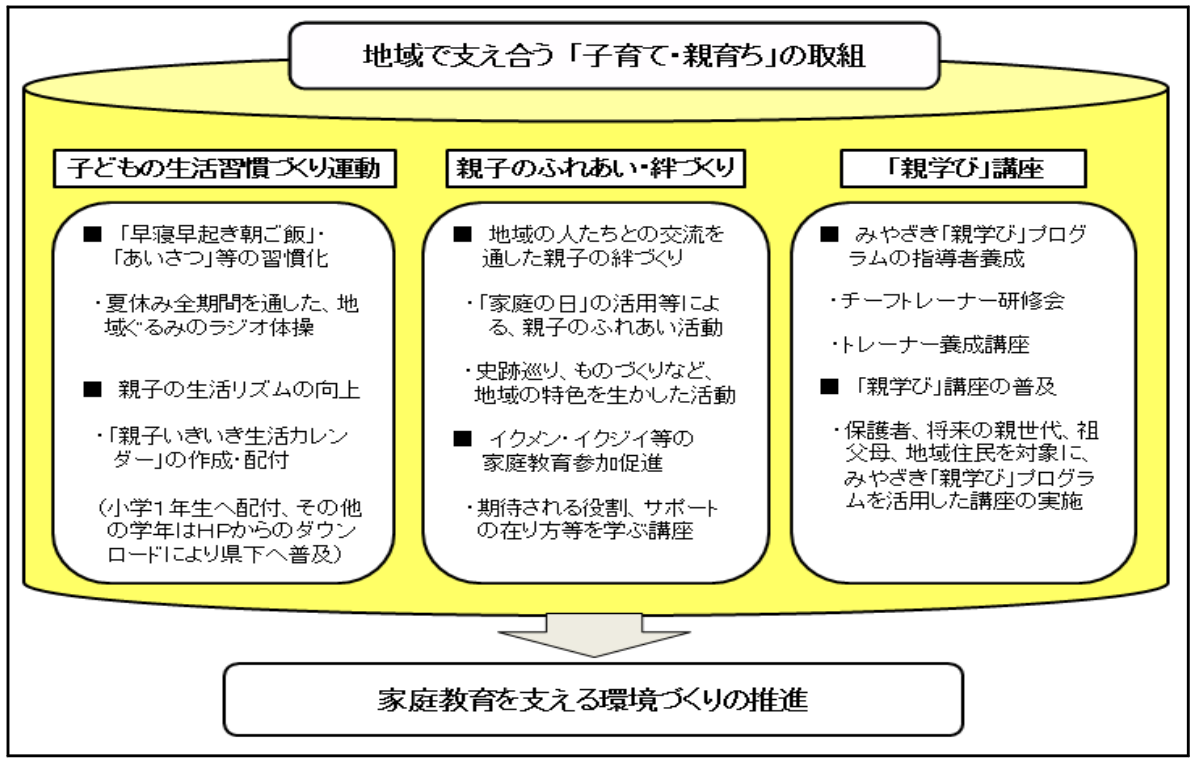 地域で支え合う「子育て・親育ち」の取組
子どもの生活習慣づくり運動
■ 「早寝早起き朝ご飯」・
「あいさつ」等の習慣化
・夏休み全期間を通した、地
域ぐるみのラジオ体操
■ 親子の生活リズムの向上
・「親子いきいき生活カレン
ダー」の作成・配付
（小学1年生へ配付、その他
の学年はHPからのダウン
ロードにより県下へ普及）
親子のふれあい・絆づくり
■ 地域の人たちとの交流を
通した親子の絆づくり
・「家庭の日」の活用等によ
る、親子のふれあい活動
・史跡巡り、ものづくりなど、
地域の特色を生かした活動
■ イクメン・イクジイ等の
家庭教育参加促進
・期待される役割、サポート
の在り方等を学ぶ講座
「親学び」講座
■ みやざき「親学び」プログ
ラムの指導者養成
・チーフトレーナー研修会
・トレーナー養成講座
■ 「親学び」講座の普及
・保護者、将来の親世代、祖
父母、地域住民を対象に、
みやざき「親学び」プログラ
ムを活用した講座の実施
家庭教育を支える環境づくりの推進